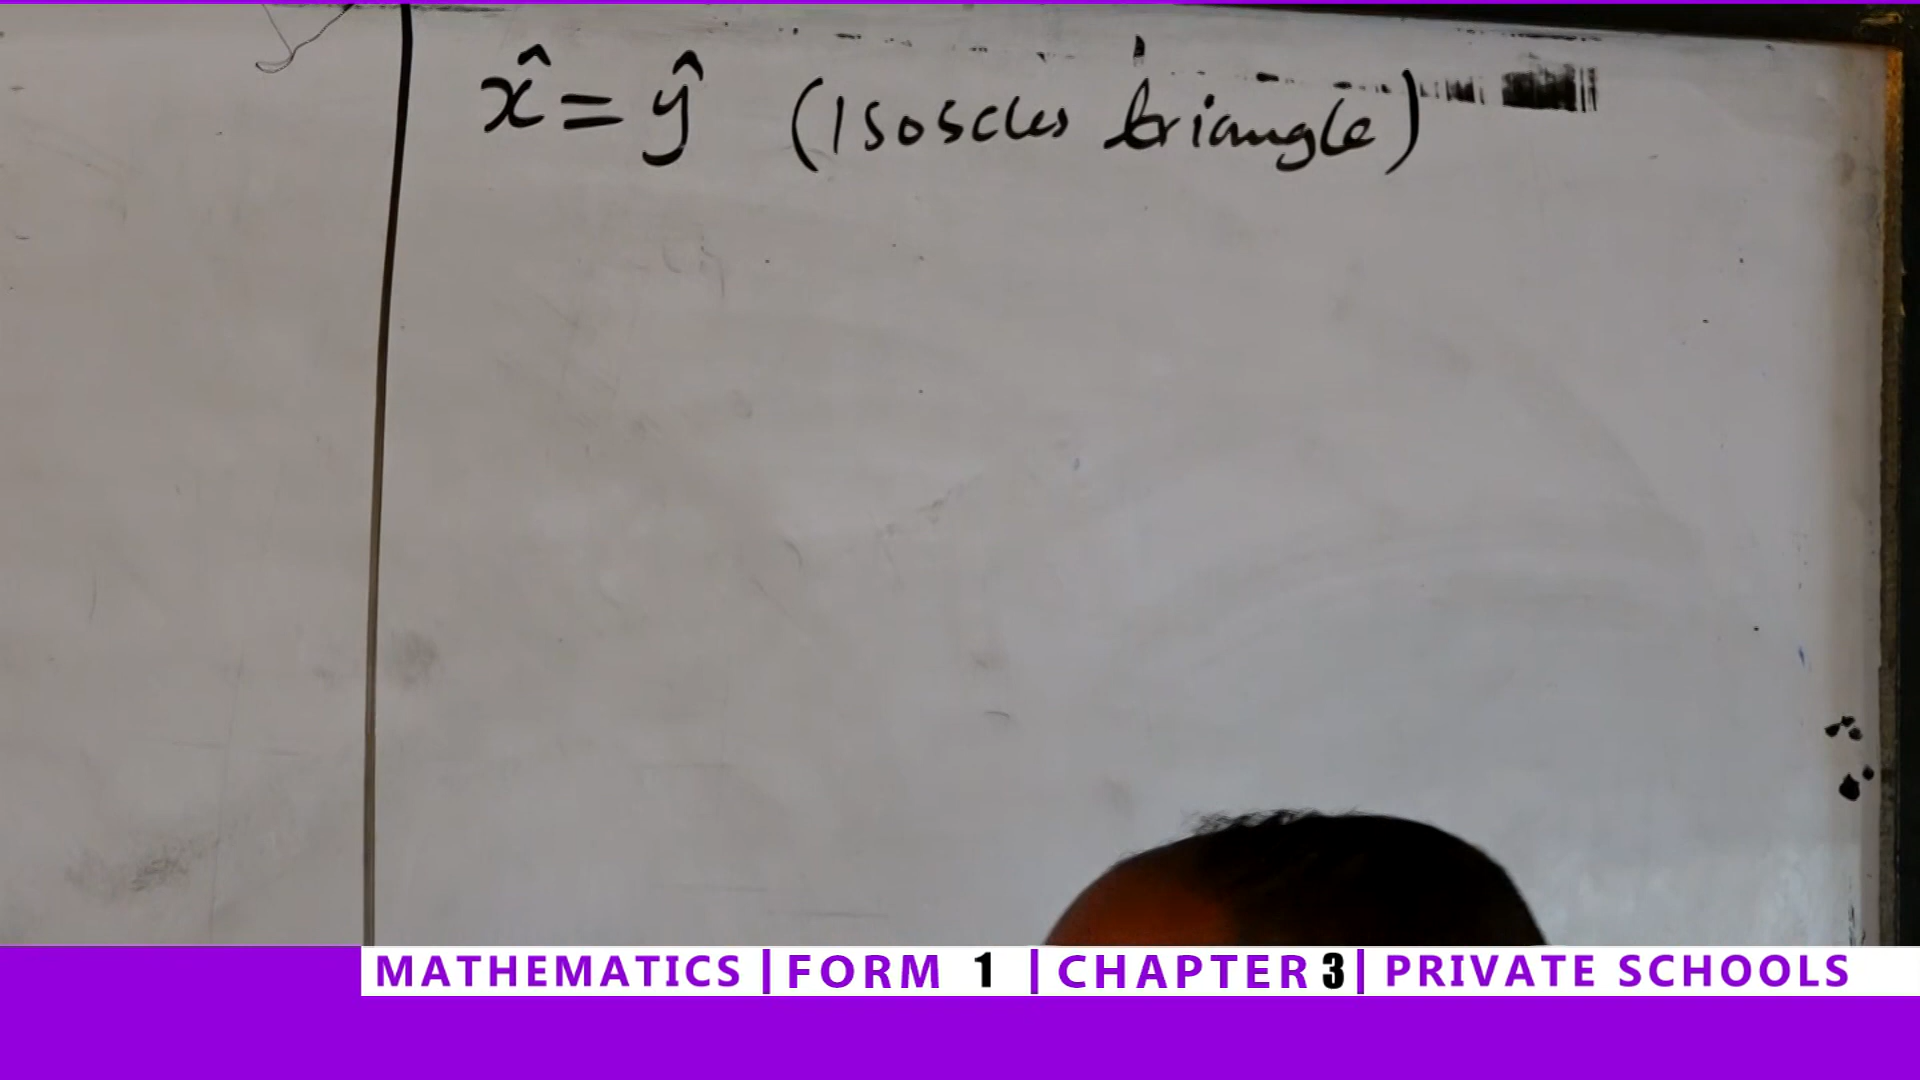 x̂ = ŷ (Isoscles triangle)
MATHEMATICS | FORM 1 | CHAPTER 3 | PRIVATE SCHOOLS